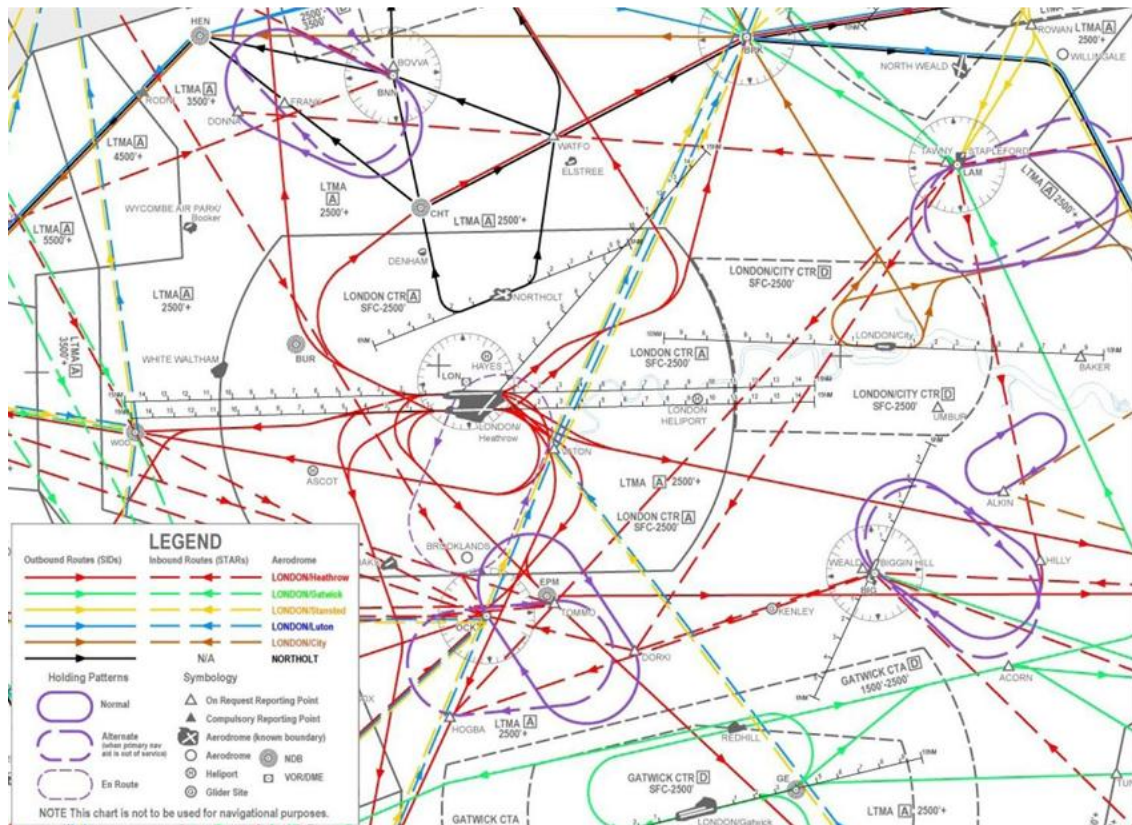 HEN
2500'+
3500'+
LTMA A
ROWAN
LTMA A
2500'+
BOVVA
BNN
BPK
WILLINGALE
NORTH WEALD
RODNI
LTMA A
3500'+
FRANK
DONNA
LTMA A
4500'+
WATFO
ELSTREE
TAWNY
STAPLEFORD
LAM
LTMA A 2500'+
WYCOMBE AIR PARK/
Booker
LTMA A
2500'+
CHT
LTMA A 2500'+
LTMA A
5500'+
DENHAM
LONDON CTR A
SFC-2500'
NORTHOLT
LONDON/CITY CTR D
SFC-2500'
LTMA A
2500'+
LTMA A
3500'+
WHITE WALTHAM
BUR
LON
HAYES
LONDON/
Heathrow
LONDON CTR A
SFC-2500'
LONDON/City
BAKER
LONDON/CITY CTR D
SFC-2500'
LONDON
HELIPORT
UMBUR
WOD
VATON
ASCOT
LTMA A 2500'+
LONDON CTR A
SFC-2500'
ALKIN
BROOKLANDS
EPM
TOMMO
OCK
WEALD
BIGGIN HILL
BIG
HILLY
KENLEY
DORKI
HOGBA
LTMA A
2500'+
GATWICK CTA D
1500'-2500'
ACORN
REDHILL
GATWICK CTR D
SFC-2500'
GE
LONDON/Gatwick
LTMA A 2500'+
GATWICK CTA
LEGEND
Outbound Routes (SIDs) Inbound Routes (STARs) Aerodrome
LONDON/Heathrow
LONDON/Gatwick
LONDON/Stansted
LONDON/Luton
LONDON/City
N/A NORTHOLT
Holding Patterns
Normal
Alternate
(when primary nav
aid is out of service)
En Route
Symbology
On Request Reporting Point
Compulsory Reporting Point
Aerodrome (known boundary)
Aerodrome
NDB
Heliport
VOR/DME
Glider Site
NOTE This chart is not to be used for navigational purposes.